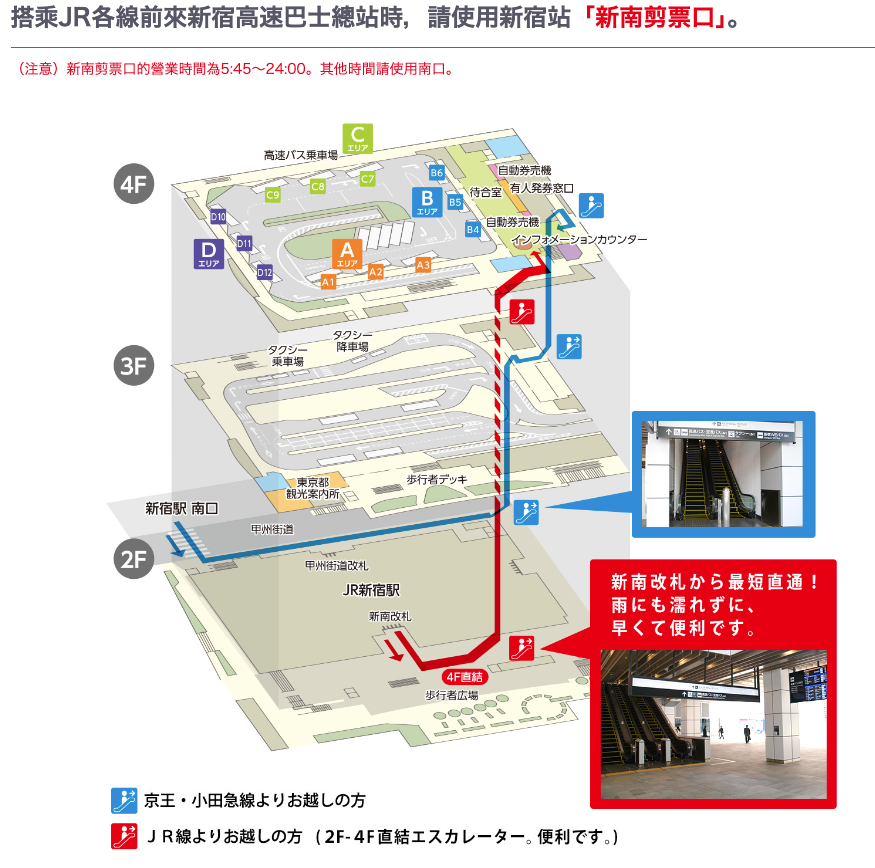 搭乘JR各線前來新宿高速巴士總站時，請使用新宿站「新南剪票口」。
（注意）新南剪票口的營業時間為5:45～24:00。其他時間請使用南口。
4F
高速バス乗車場
C
エリア
C9
C8
C7
B6
B
エリア
B5
B4
D10
D
エリア
D11
D12
A
エリア
A1
A2
A3
自動券売機
待合室
有人発券窓口
自動券売機
インフォメーションカウンター
3F
タクシー
乗車場
タクシー
降車場
東京都
観光案内所
歩行者デッキ
新宿駅 南口
甲州街道
2F
甲州街道改札
JR新宿駅
新南改札
4F直結
歩行者広場
新南改札から最短直通！
雨にも濡れずに、
早くて便利です。
京王・小田急線よりお越しの方
ＪＲ線よりお越しの方 (2F-4F直結エスカレーター。便利です。)